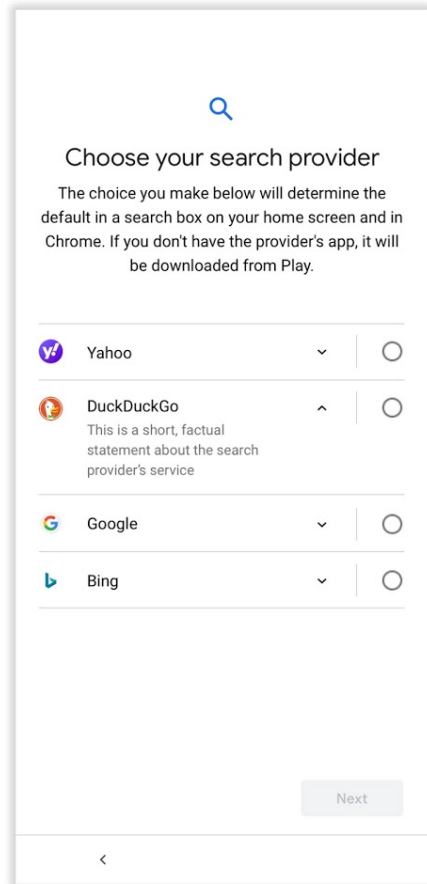 Choose your search provider
The choice you make below will determine the
default in a search box on your home screen and in
Chrome. If you don't have the provider's app, it will
be downloaded from Play.
Yahoo
DuckDuckGo
This is a short, factual
statement about the search
provider's service
Google
Bing
Next